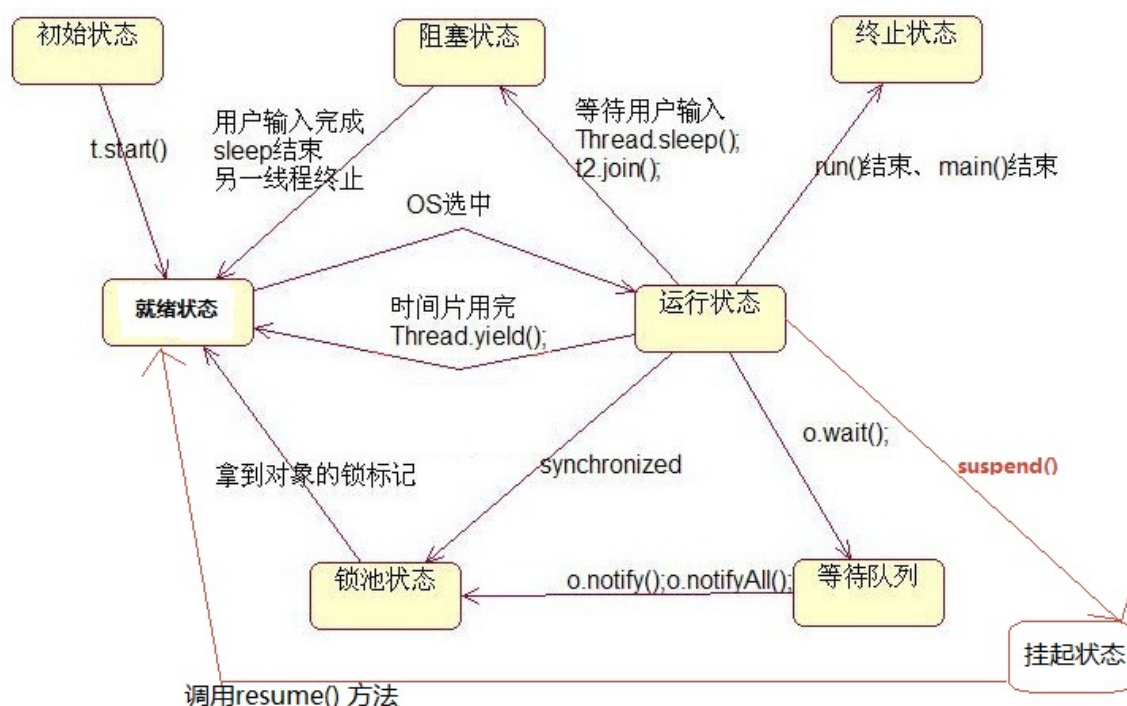 初始状态
阻塞状态
终止状态
t.start()
用户输入完成
sleep结束
另一线程终止
等待用户输入
Thread.sleep();
t2.join();
run()结束、main()结束
OS选中
就绪状态
时间片用完
Thread.yield();
运行状态
拿到对象的锁标记
synchronized
o.wait();
suspend()
锁池状态
o.notify();o.notifyAll();
等待队列
挂起状态
调用resume() 方法